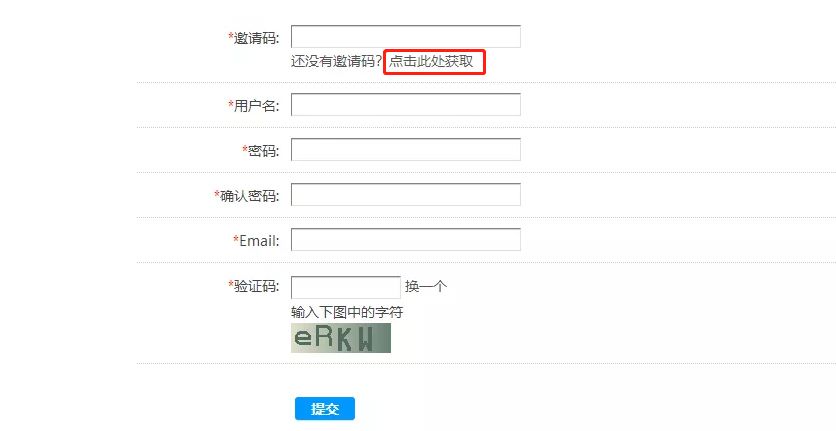 *邀请码:
还没有邀请码? 点击此处获取
*用户名:
*密码:
*确认密码:
*Email:
*验证码: 换一个
输入下图中的字符
eRKW
提交